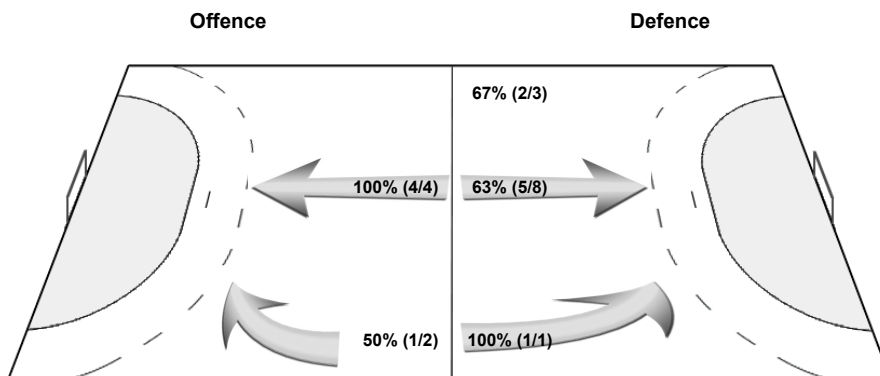 Offence
Defence
67% (2/3)
100% (4/4)
63% (5/8)
50% (1/2)
100% (1/1)